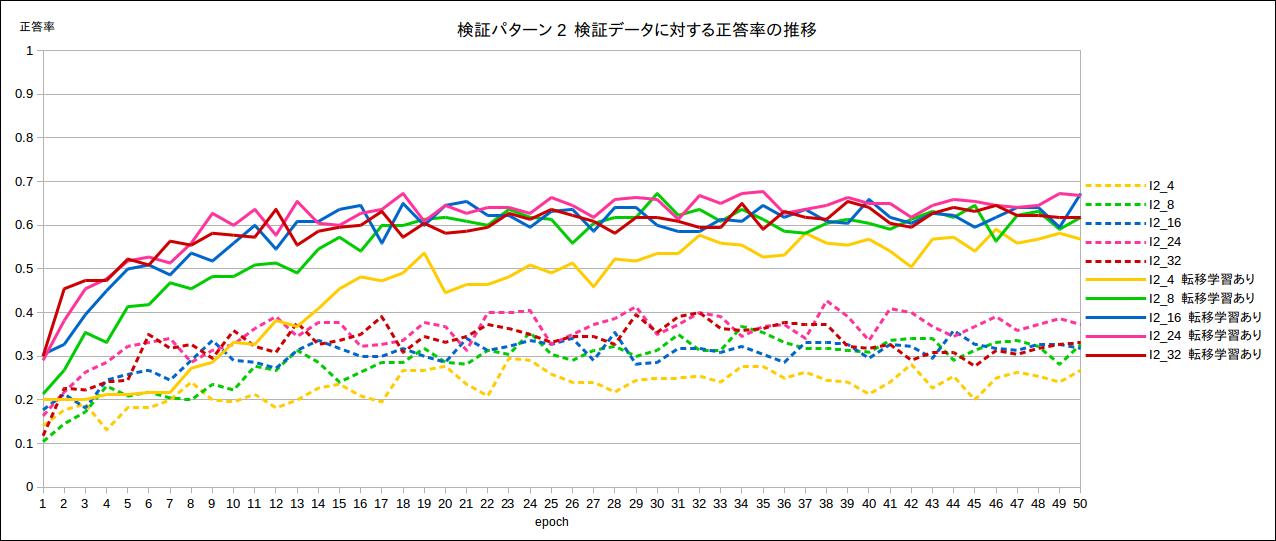 正答率
検証パターン 2 検証データに対する正答率の推移
1
0.9
0.8
0.7
0.6
0.5
0.4
0.3
0.2
0.1
0
1 2 3 4 5 6 7 8 9 10 11 12 13 14 15 16 17 18 19 20 21 22 23 24 25 26 27 28 29 30 31 32 33 34 35 36 37 38 39 40 41 42 43 44 45 46 47 48 49 50
epoch
I2_4
I2_8
I2_16
I2_24
I2_32
I2_4 転移学習あり
I2_8 転移学習あり
I2_16 転移学習あり
I2_24 転移学習あり
I2_32 転移学習あり